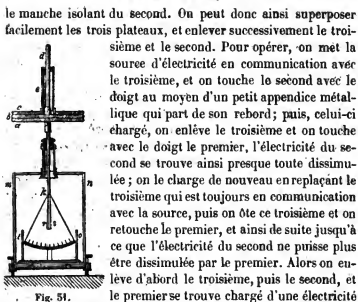 le manche isolant du second. On peut donc ainsi superposer
facilement les trois plateaux, et enlever successivement le troi-
sième et le second. Pour opérer, on met la
source d'électricité en communication avec
le troisième, et on touche le second avec le
doigt au moyen d'un petit appendice métal-
lique qui part de son rebord; puis, celui-ci
chargé, on enlève le troisième et on touche
avec le doigt le premier, l'électricité du se-
cond se trouve ainsi presque toute dissimu-
lée; on le charge de nouveau en replaçant le
troisième qui est toujours en communication
avec la source, puis on ôte ce troisième et on
retouche le premier, et ainsi de suite jusqu'à
ce que l'électricité du second ne puisse plus
être dissimulée par le premier. Alors on en-
lève d'abord le troisième, puis le second, et
le premier se trouve chargé d'une électricité
d
e
c
b
a
m
n
k
t
o
Fig. 51.